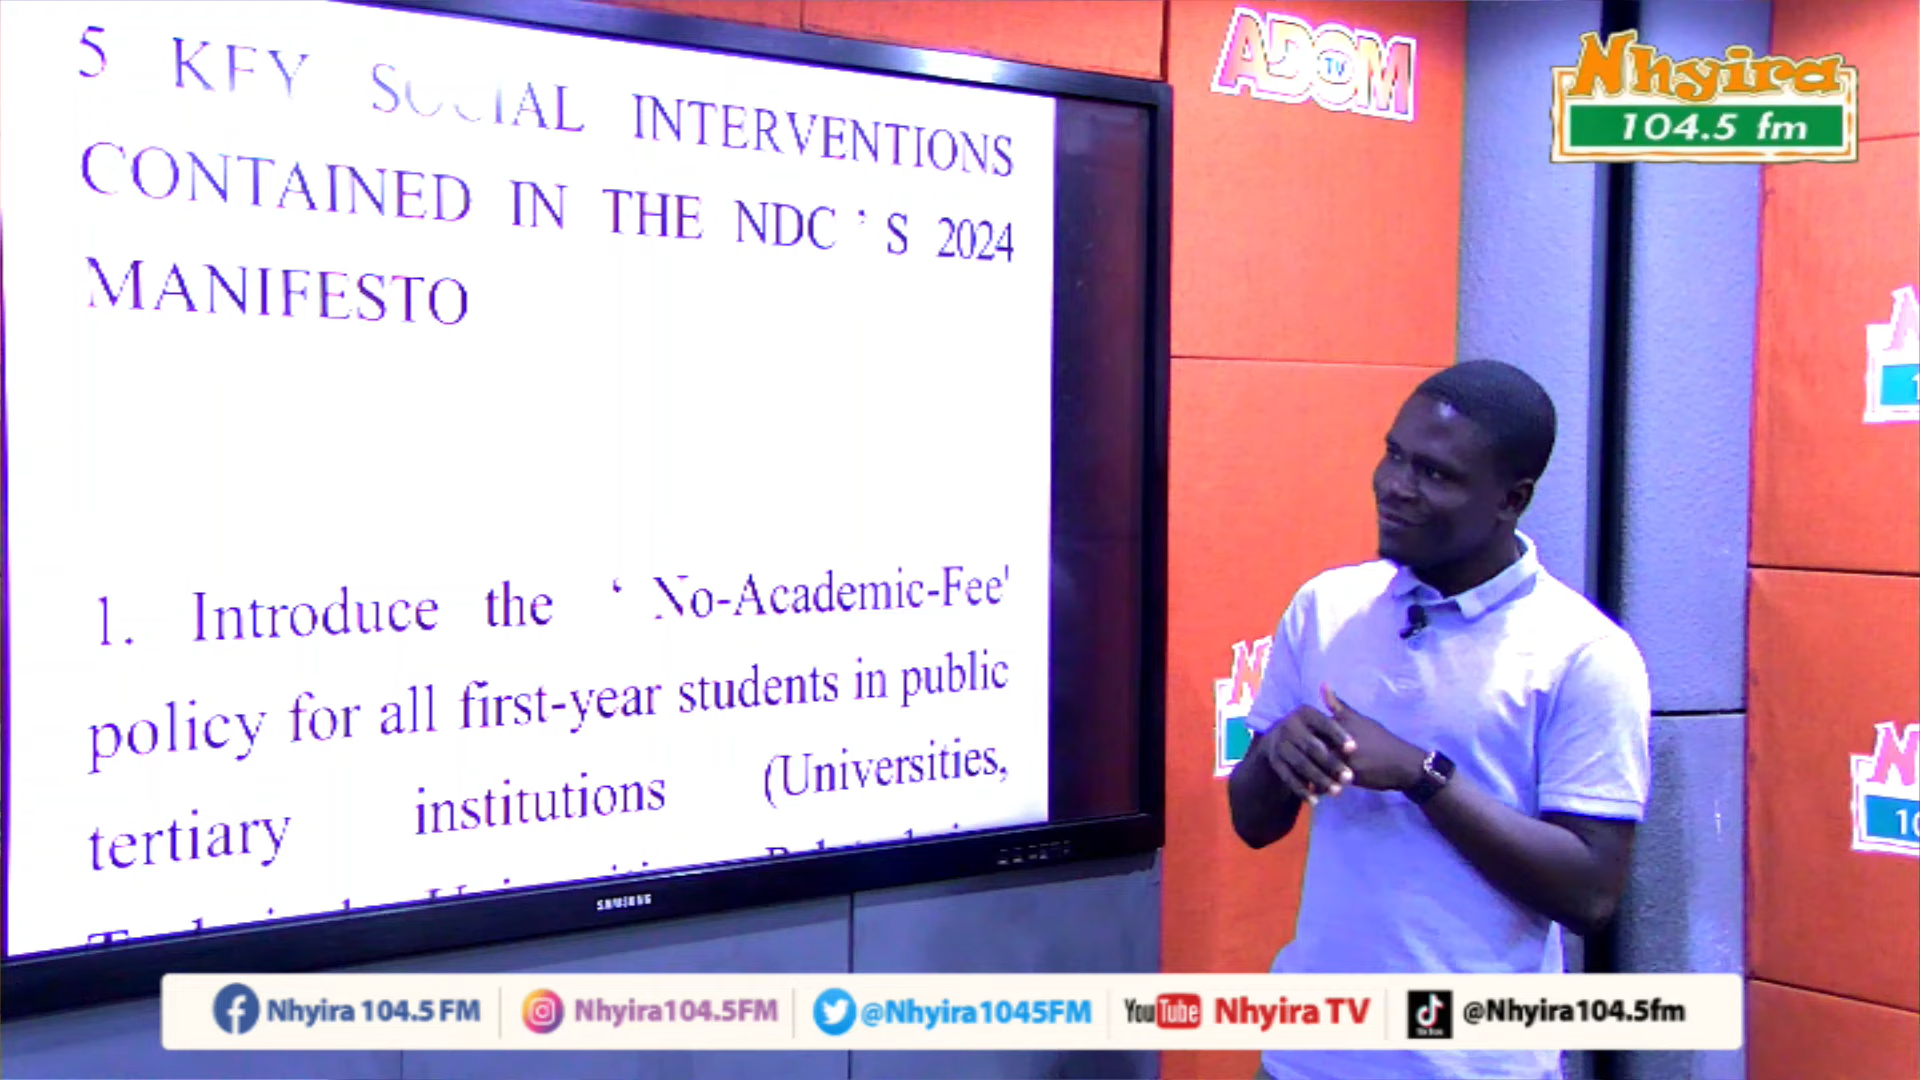 5 KEY SOCIAL INTERVENTIONS
CONTAINED IN THE NDC ' S 2024
MANIFESTO
1. Introduce the ‘ No-Academic-Fee'
policy for all first-year students in public
tertiary institutions (Universities,
SAMSUNG
ADOM
TV
Nhyira
104.5 fm
Nhyira 104.5 FM
Nhyira104.5FM
@Nhyira1045FM
YouTube Nhyira TV
@Nhyira104.5fm